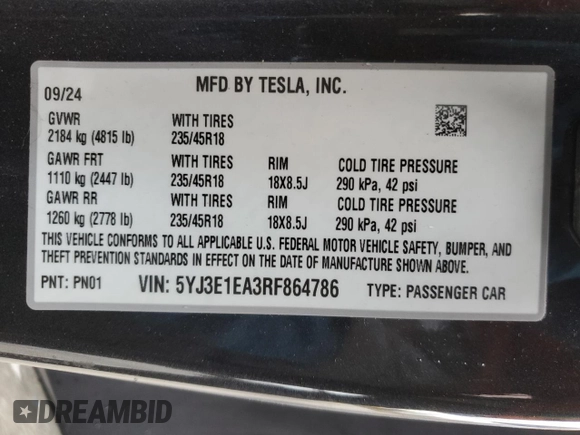 MFD BY TESLA, INC.
09/24
GVWR WITH TIRES
2184 kg (4815 lb) 235/45R18
GAWR FRT WITH TIRES RIM COLD TIRE PRESSURE
1110 kg (2447 lb) 235/45R18 18X8.5J 290 kPa, 42 psi
GAWR RR WITH TIRES RIM COLD TIRE PRESSURE
1260 kg (2778 lb) 235/45R18 18X8.5J 290 kPa, 42 psi
THIS VEHICLE CONFORMS TO ALL APPLICABLE U.S. FEDERAL MOTOR VEHICLE SAFETY, BUMPER, AND
THEFT PREVENTION STANDARDS IN EFFECT ON THE DATE OF MANUFACTURE SHOWN ABOVE.
PNT: PN01 VIN: 5YJ3E1EA3RF864786 TYPE: PASSENGER CAR
DREAMBID